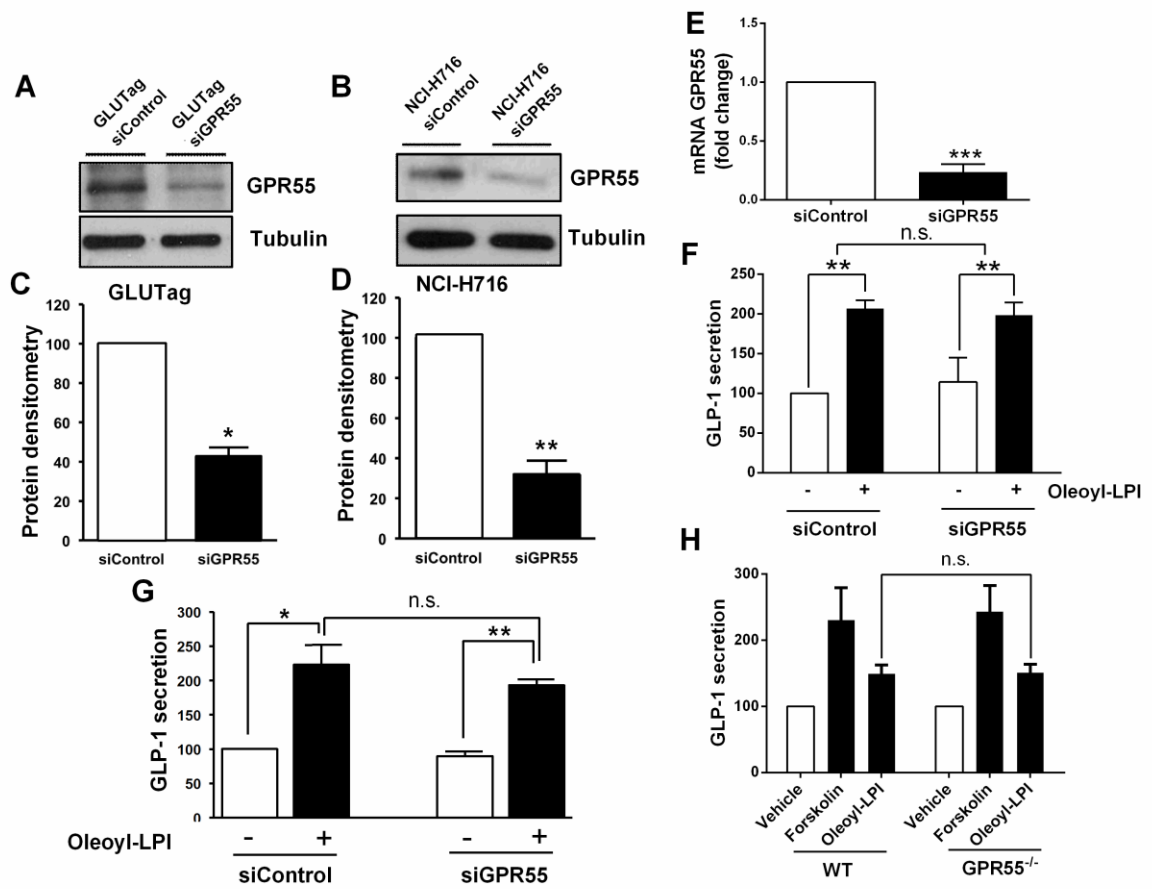 A
GLUTag
siControl
GLUTag
siGPR55
GPR55
Tubulin
B
NCI-H716
siControl
NCI-H716
siGPR55
GPR55
Tubulin
C
GLUTag
Protein densitometry
120
100
80
60
40
20
0
*
siControl
siGPR55
D
NCI-H716
Protein densitometry
120
100
80
60
40
20
0
**
siControl
siGPR55
E
mRNA GPR55
(fold change)
1.5
1.0
0.5
0.0
***
siControl
siGPR55
F
n.s.
**
**
GLP-1 secretion
250
200
150
100
50
0
- + - + Oleoyl-LPI
siControl
siGPR55
G
n.s.
*
**
GLP-1 secretion
300
250
200
150
100
50
0
Oleoyl-LPI - + - +
siControl
siGPR55
H
n.s.
GLP-1 secretion
300
200
100
0
Vehicle
Forskolin
Oleoyl-LPI
Vehicle
Forskolin
Oleoyl-LPI
WT
GPR55-/-